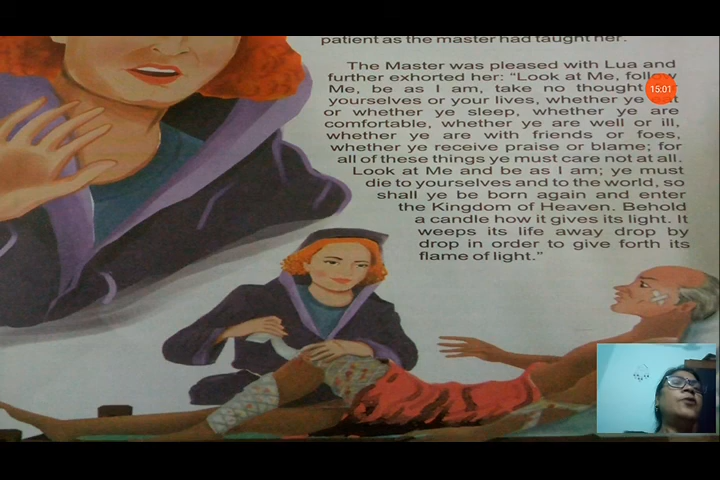 patient as the master had taught her.
The Master was pleased with Lua and
further exhorted her: “Look at Me, follow
Me, be as I am, take no thought
yourselves or your lives, whether ye
or whether ye sleep, whether ye are
comfortable, whether ye are well or ill,
whether ye are with friends or foes,
whether ye receive praise or blame; for
all of these things ye must care not at all.
Look at Me and be as I am; ye must
die to yourselves and to the world, so
shall ye be born again and enter
the Kingdom of Heaven. Behold
a candle how it gives its light. It
weeps its life away drop by
drop in order to give forth its
flame of light.”
15:01